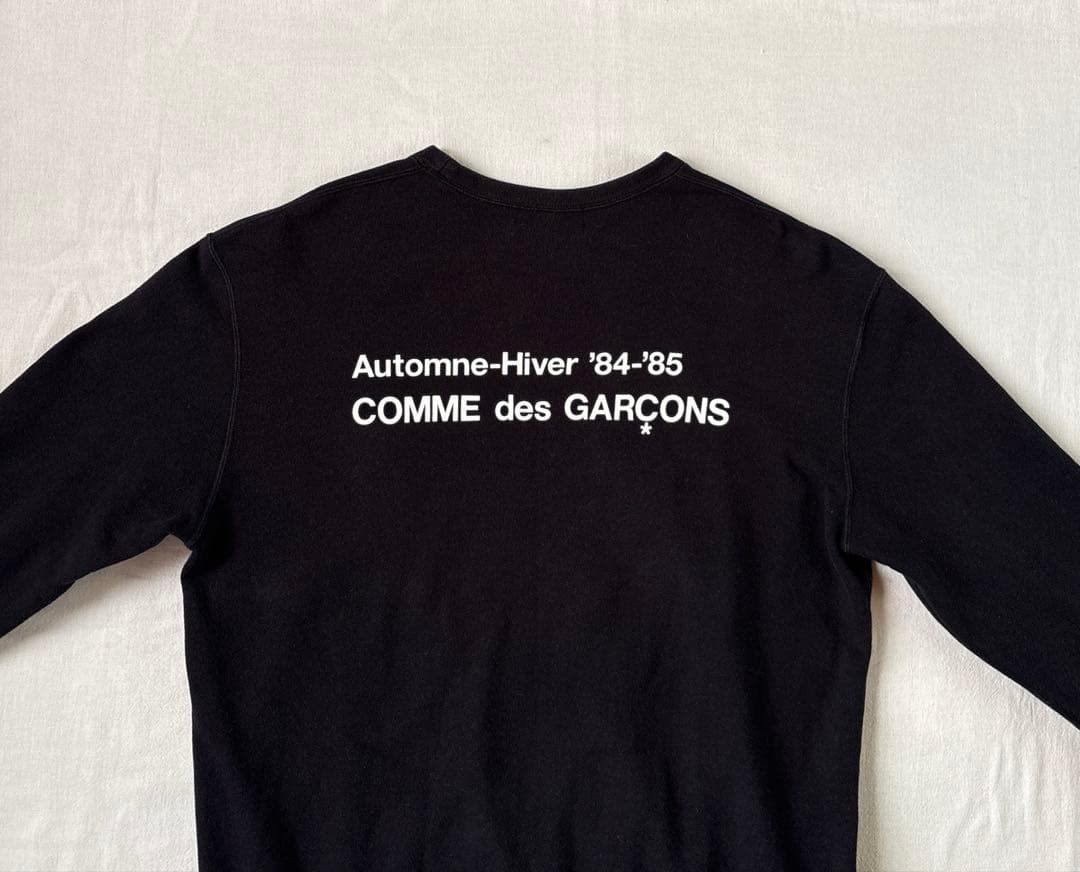 Automne-Hiver ’84-’85
COMME des GARÇONS
*